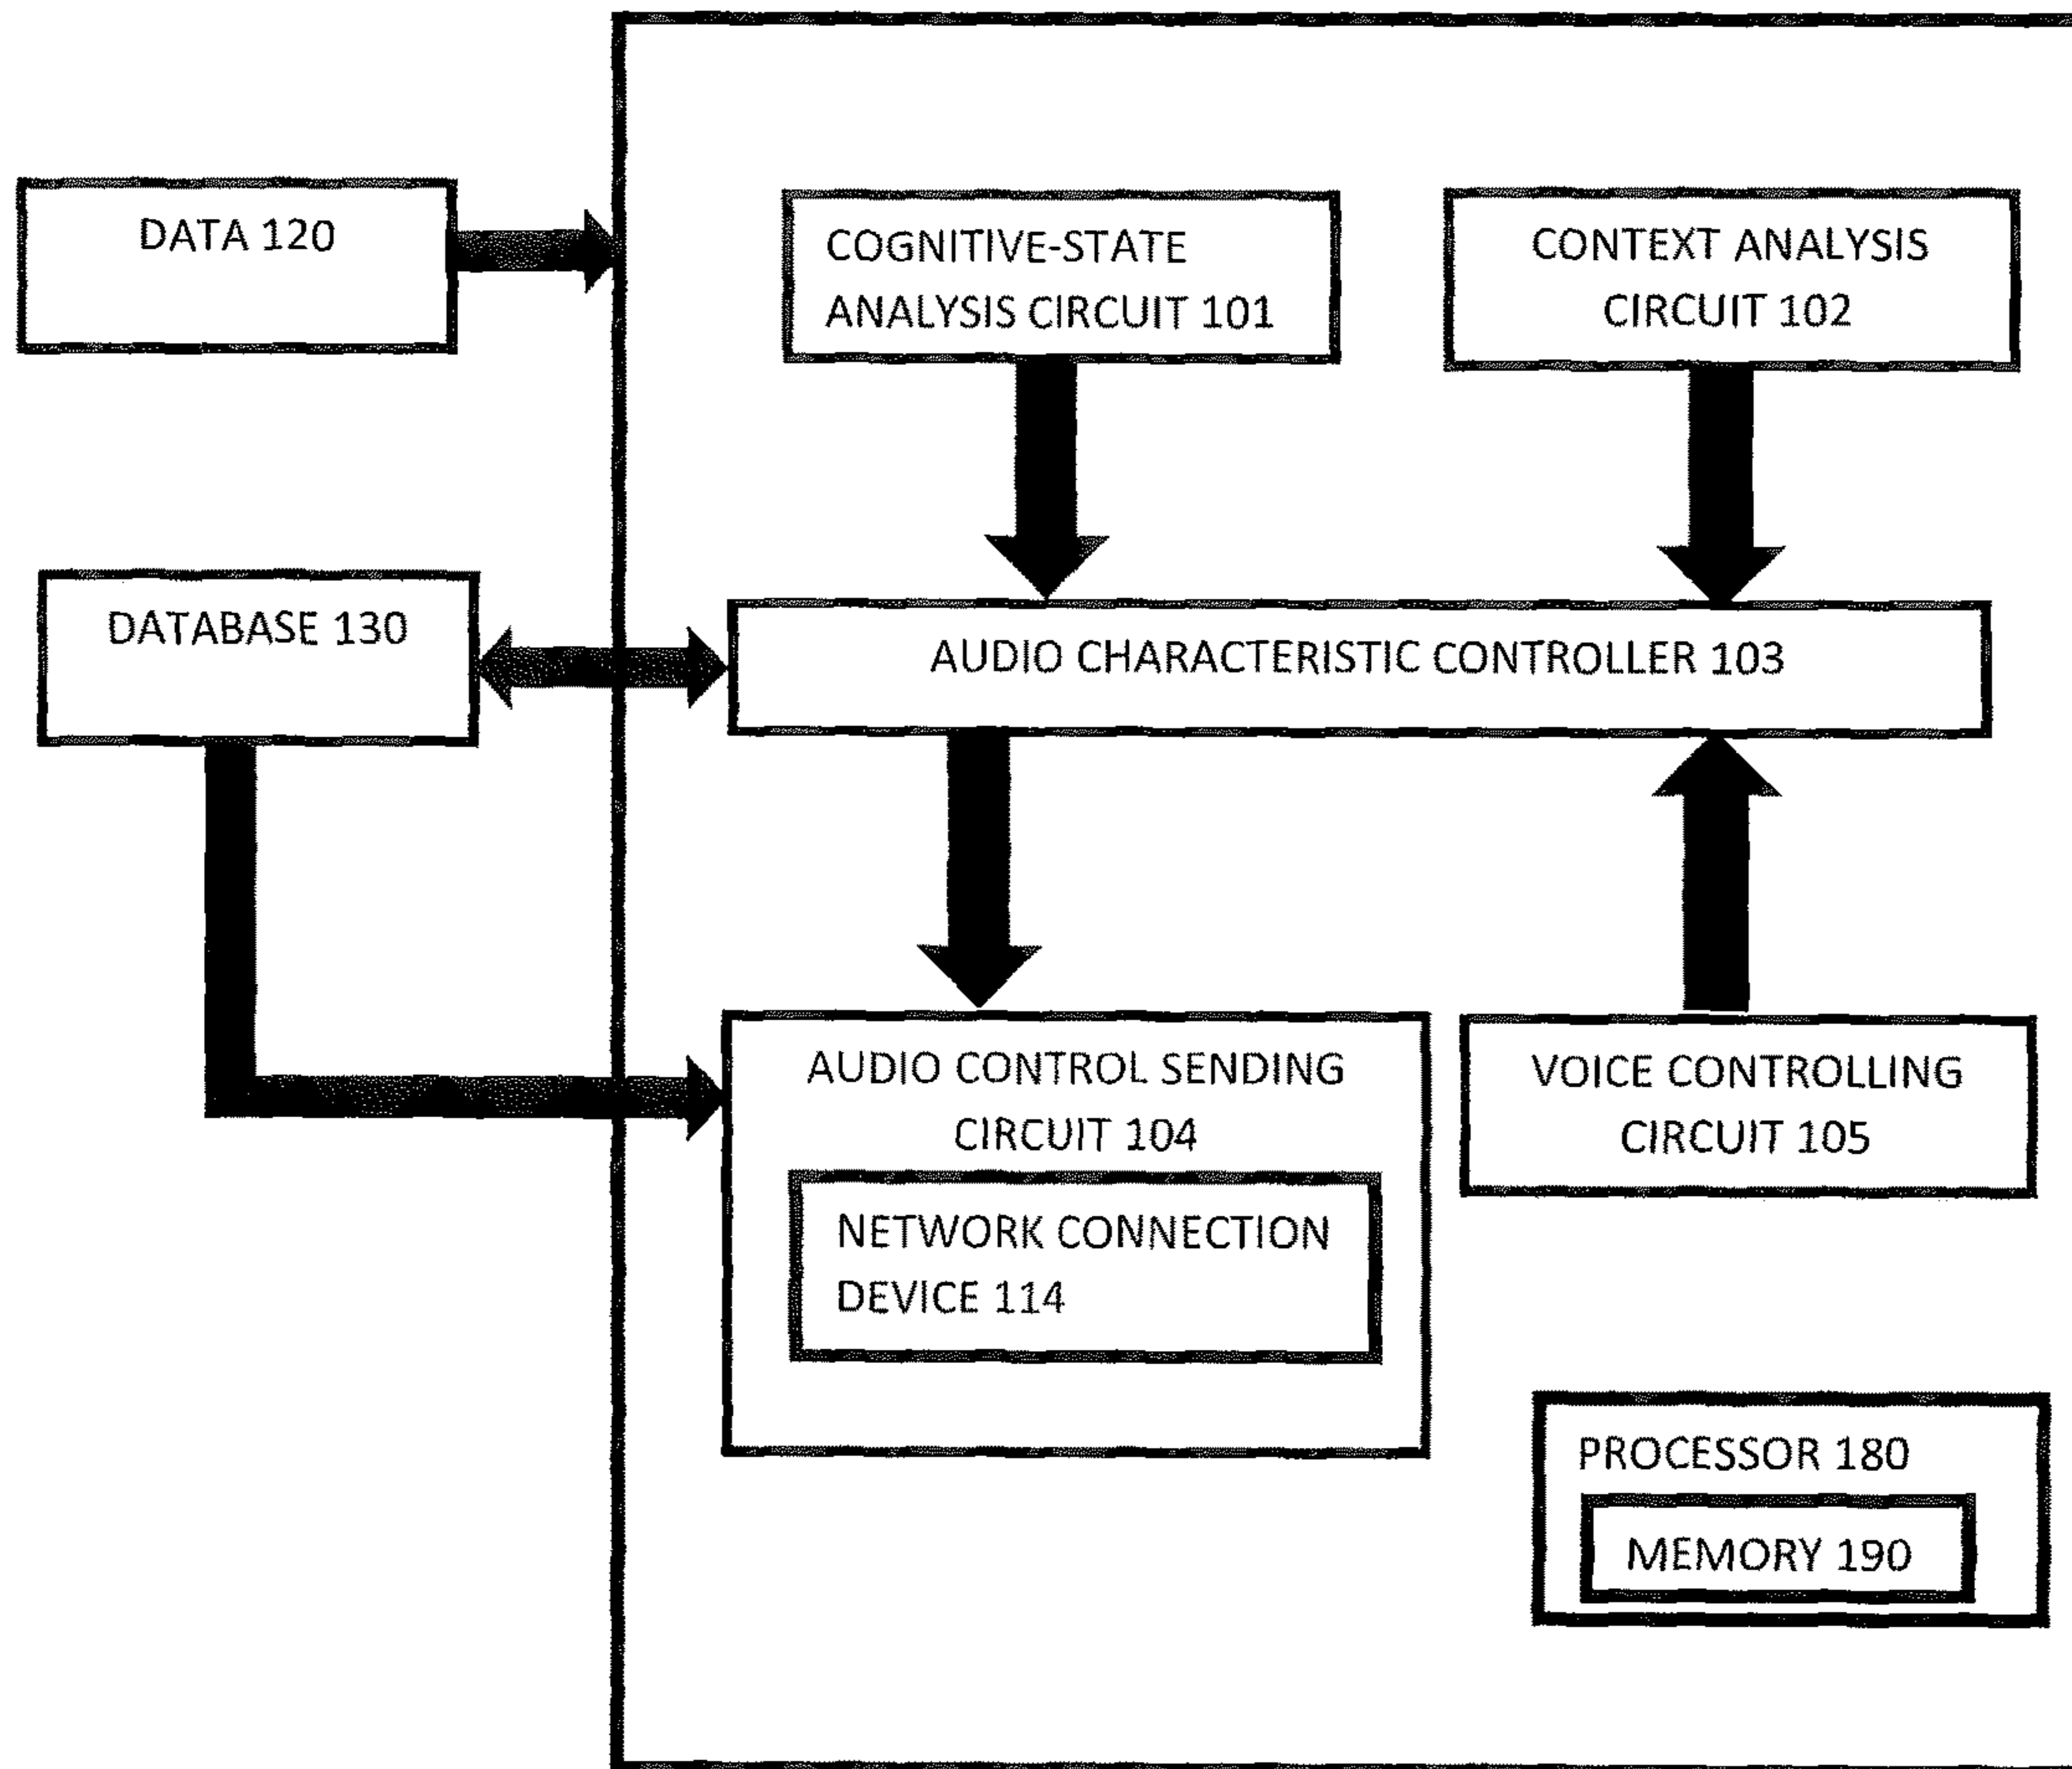 DATA 120
COGNITIVE-STATE
ANALYSIS CIRCUIT 101
CONTEXT ANALYSIS
CIRCUIT 102
DATABASE 130
AUDIO CHARACTERISTIC CONTROLLER 103
AUDIO CONTROL SENDING
CIRCUIT 104
NETWORK CONNECTION
DEVICE 114
VOICE CONTROLLING
CIRCUIT 105
PROCESSOR 180
MEMORY 190